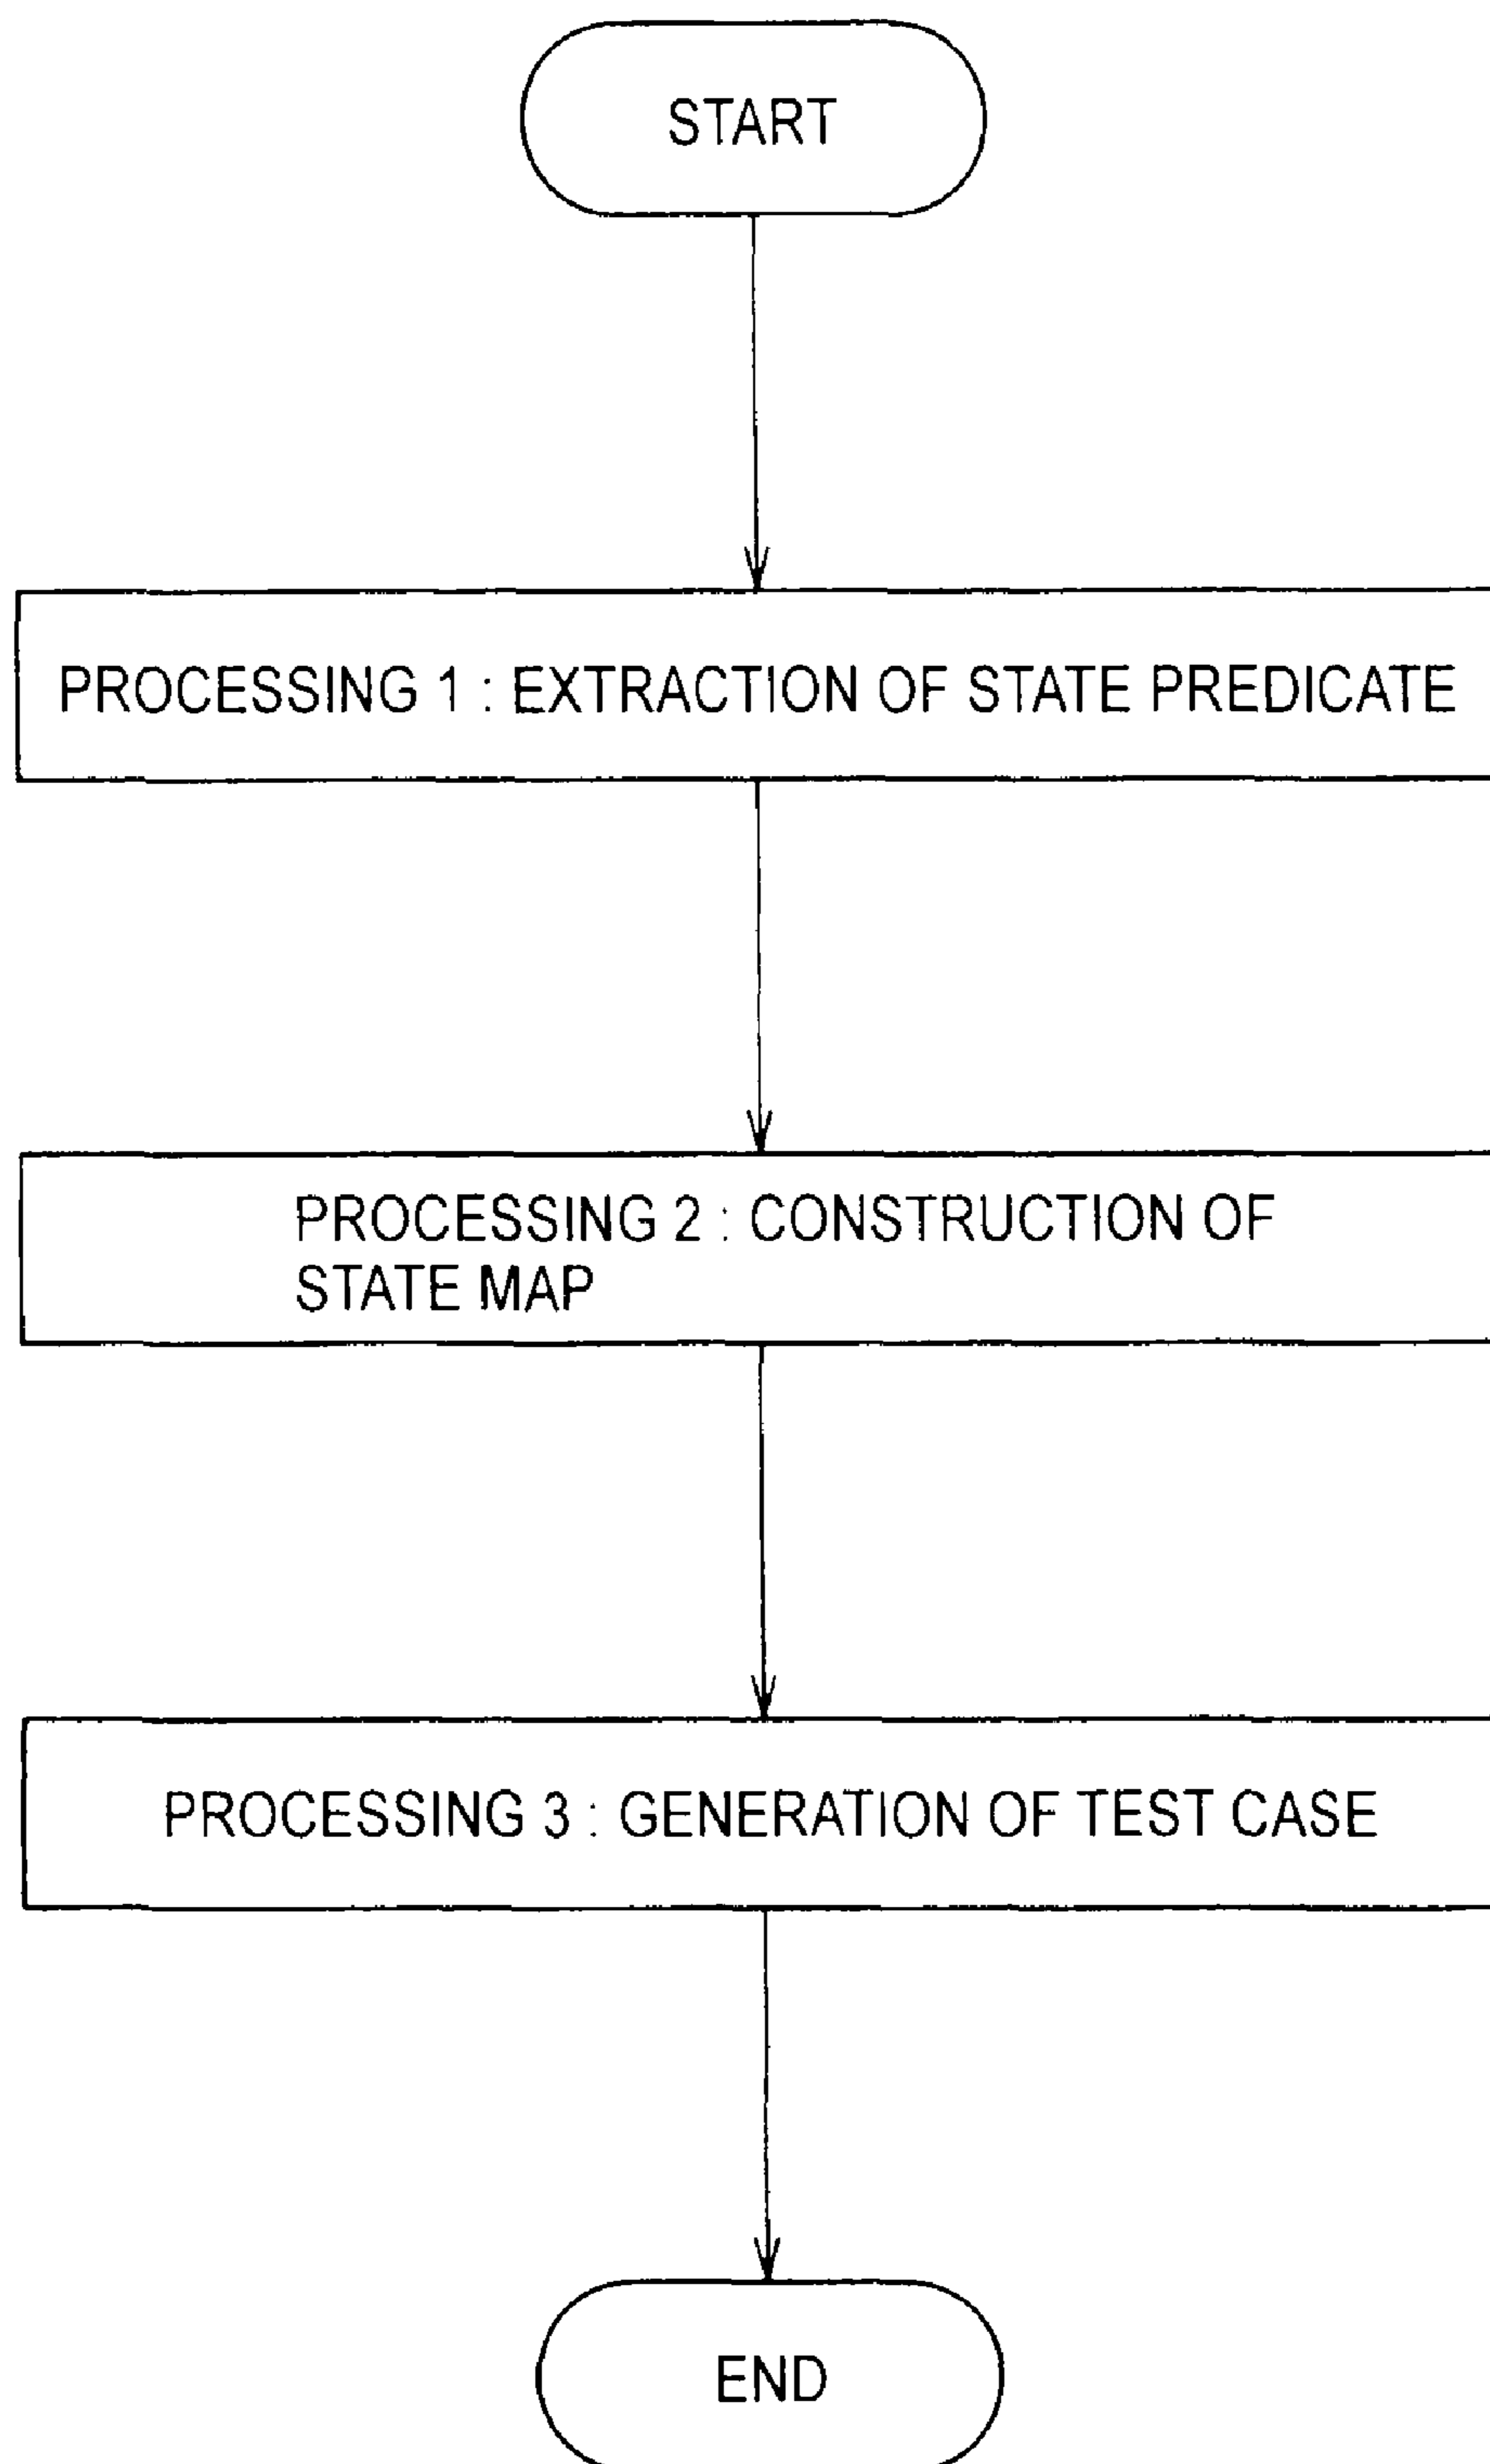 START
PROCESSING 1 : EXTRACTION OF STATE PREDICATE
PROCESSING 2 : CONSTRUCTION OF
STATE MAP
PROCESSING 3 : GENERATION OF TEST CASE
END